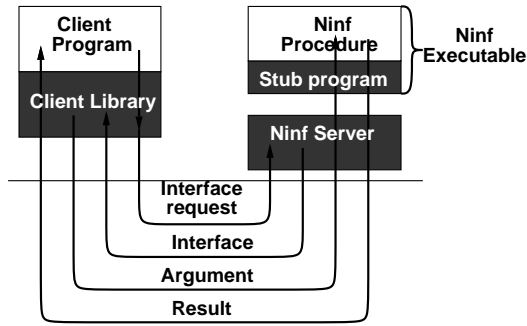 Client
Program
Client Library
Ninf
Procedure
Stub program
Ninf
Executable
Ninf Server
Interface
request
Interface
Argument
Result